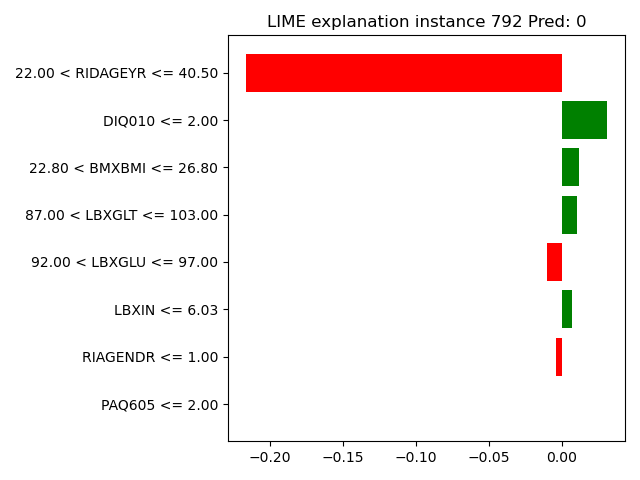 LIME explanation instance 792 Pred: 0
22.00 < RIDAGEYR <= 40.50
DIQ010 <= 2.00
22.80 < BMXBMI <= 26.80
87.00 < LBXGLT <= 103.00
92.00 < LBXGLU <= 97.00
LBXIN <= 6.03
RIAGENDR <= 1.00
PAQ605 <= 2.00
−0.20 −0.15 −0.10 −0.05 0.00